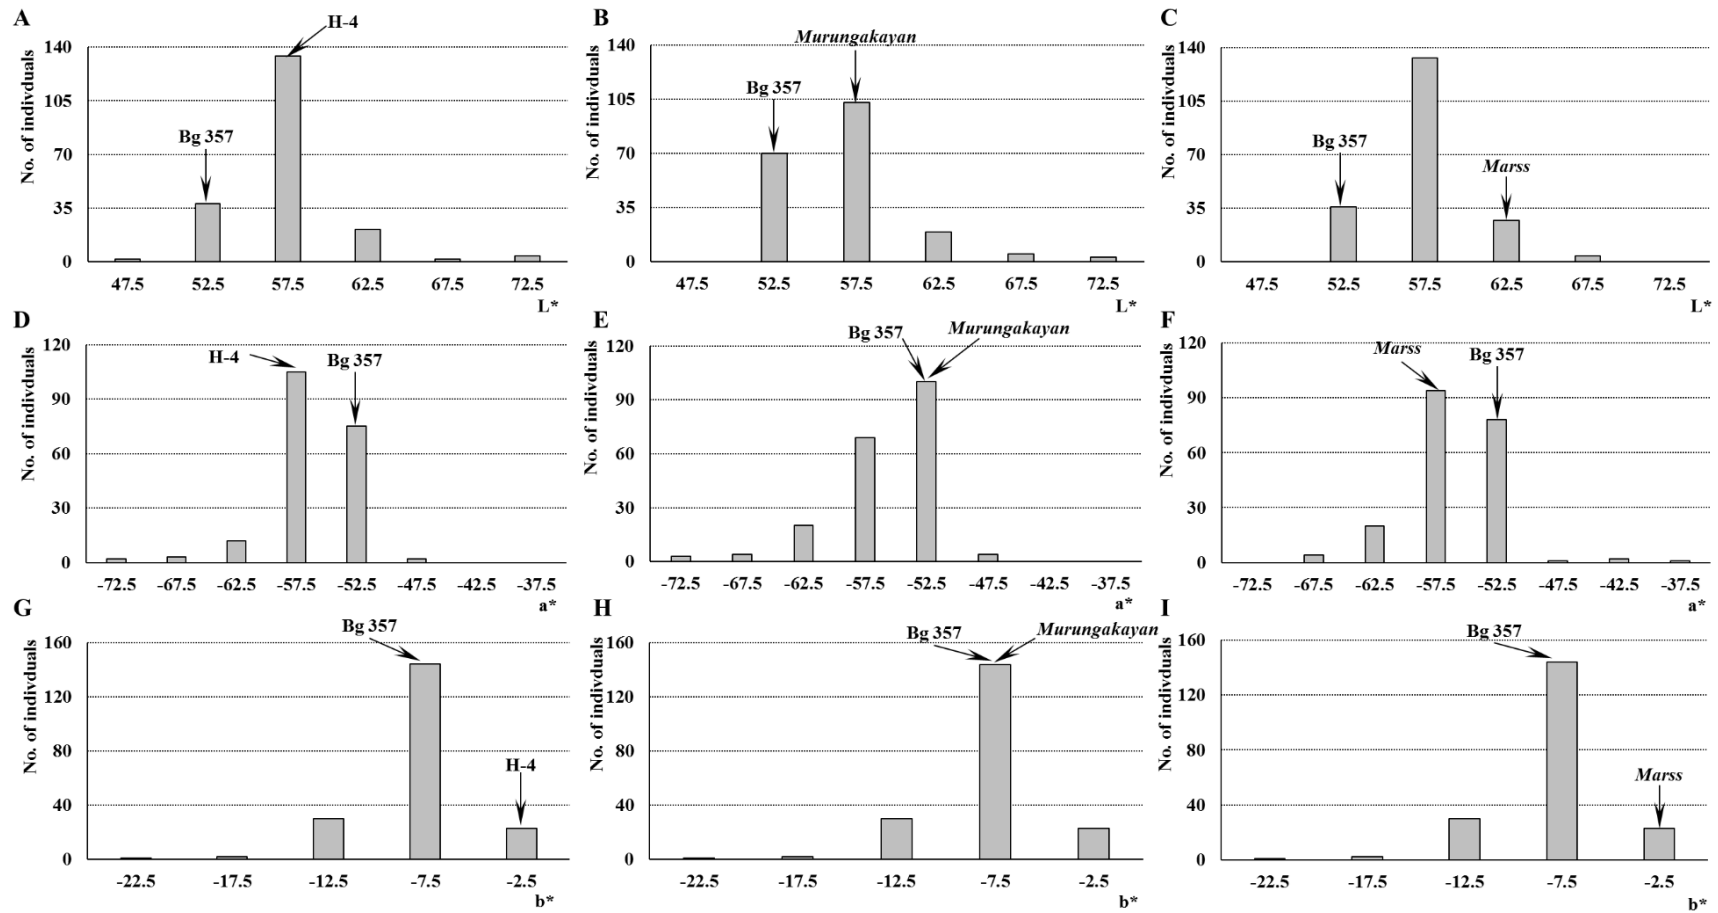 A
H-4
Bg 357
No. of indivduals
140
105
70
35
0
47.5 52.5 57.5 62.5 67.5 72.5
L*
B
Murungakayan
Bg 357
No. of indivduals
140
105
70
35
0
47.5 52.5 57.5 62.5 67.5 72.5
L*
C
Bg 357
Marss
No. of indivduals
140
105
70
35
0
47.5 52.5 57.5 62.5 67.5 72.5
L*
D
H-4
Bg 357
No. of indivduals
120
90
60
30
0
-72.5 -67.5 -62.5 -57.5 -52.5 -47.5 -42.5 -37.5
a*
E
Bg 357
Murungakayan
No. of indivduals
120
90
60
30
0
-72.5 -67.5 -62.5 -57.5 -52.5 -47.5 -42.5 -37.5
a*
F
Marss
Bg 357
No. of indivduals
120
90
60
30
0
-72.5 -67.5 -62.5 -57.5 -52.5 -47.5 -42.5 -37.5
a*
G
Bg 357
H-4
No. of indivduals
160
120
80
40
0
-22.5 -17.5 -12.5 -7.5 -2.5
b*
H
Bg 357
Murungakayan
No. of indivduals
160
120
80
40
0
-22.5 -17.5 -12.5 -7.5 -2.5
b*
I
Bg 357
Marss
No. of indivduals
160
120
80
40
0
-22.5 -17.5 -12.5 -7.5 -2.5
b*